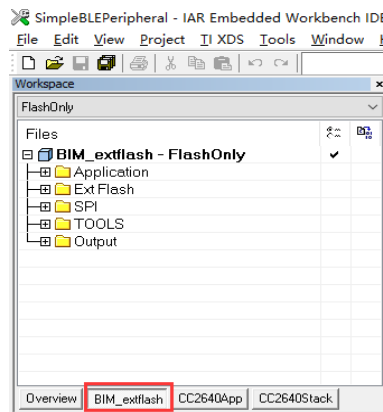 SimpleBLEPeripheral - IAR Embedded Workbench IDE
File Edit View Project TI XDS Tools Window
Workspace
FlashOnly
Files
BIM_extflash - FlashOnly
Application
Ext Flash
SPI
TOOLS
Output
Overview BIM_extflash CC2640App CC2640Stack